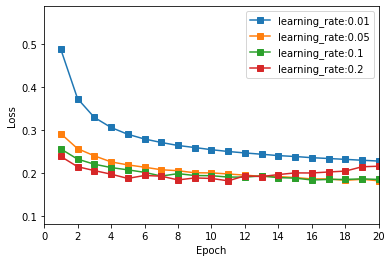 learning_rate:0.01
learning_rate:0.05
learning_rate:0.1
learning_rate:0.2
0.5
0.4
0.3
0.2
0.1
Loss
0 2 4 6 8 10 12 14 16 18 20
Epoch